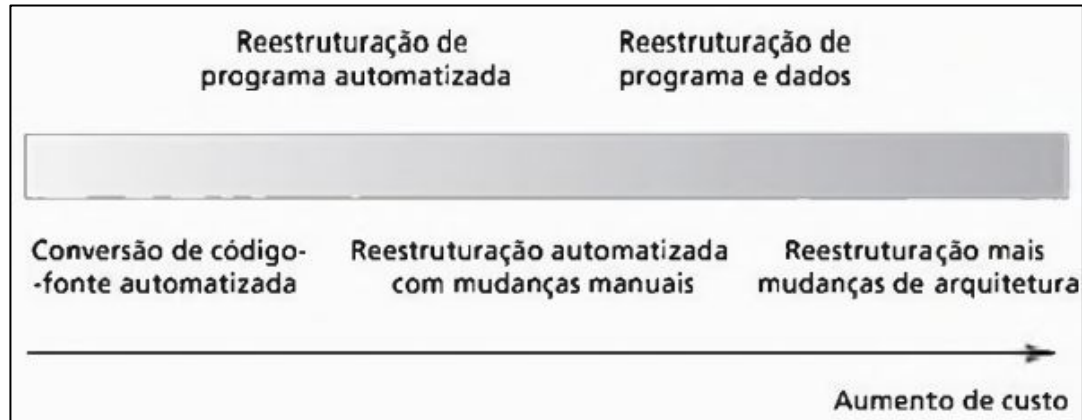 Reestruturação de
programa automatizada
Reestruturação de
programa e dados
Conversão de código-
-fonte automatizada
Reestruturação automatizada
com mudanças manuais
Reestruturação mais
mudanças de arquitetura
Aumento de custo